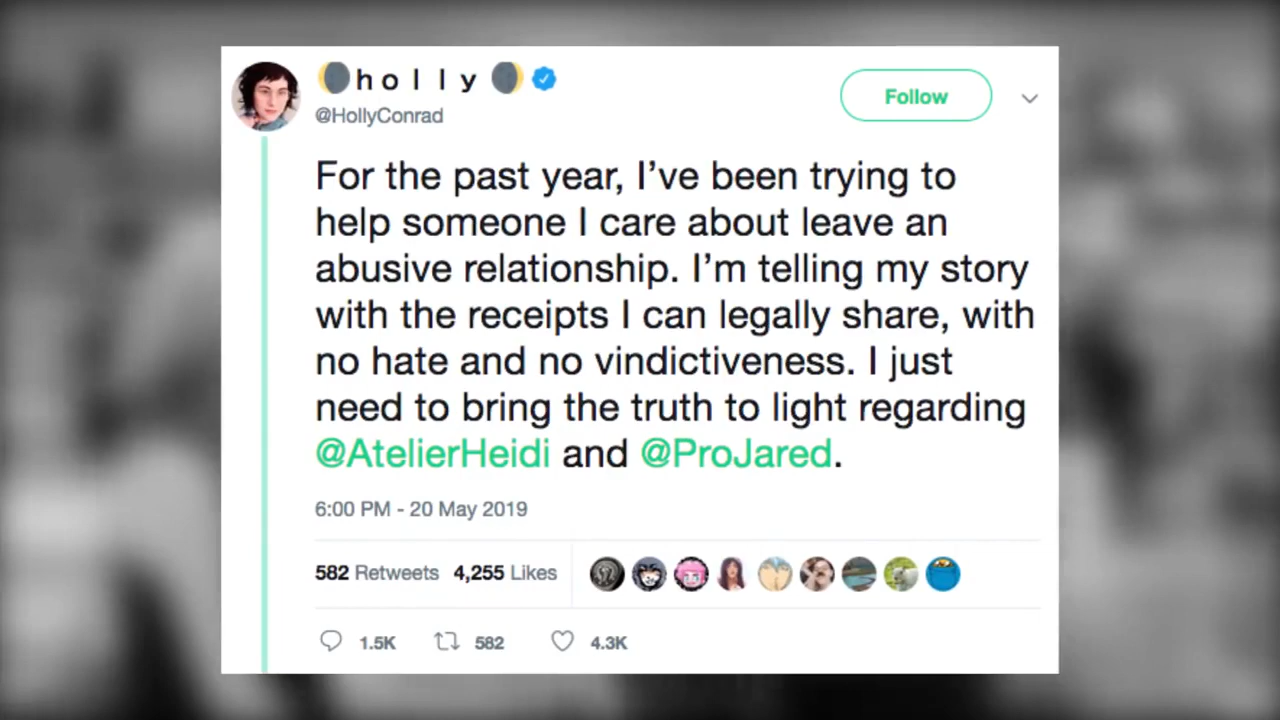 🌘h o l l y 🌒
@HollyConrad
Follow
For the past year, I’ve been trying to
help someone I care about leave an
abusive relationship. I’m telling my story
with the receipts I can legally share, with
no hate and no vindictiveness. I just
need to bring the truth to light regarding
@AtelierHeidi and @ProJared.
6:00 PM - 20 May 2019
582 Retweets 4,255 Likes
1.5K 582 4.3K